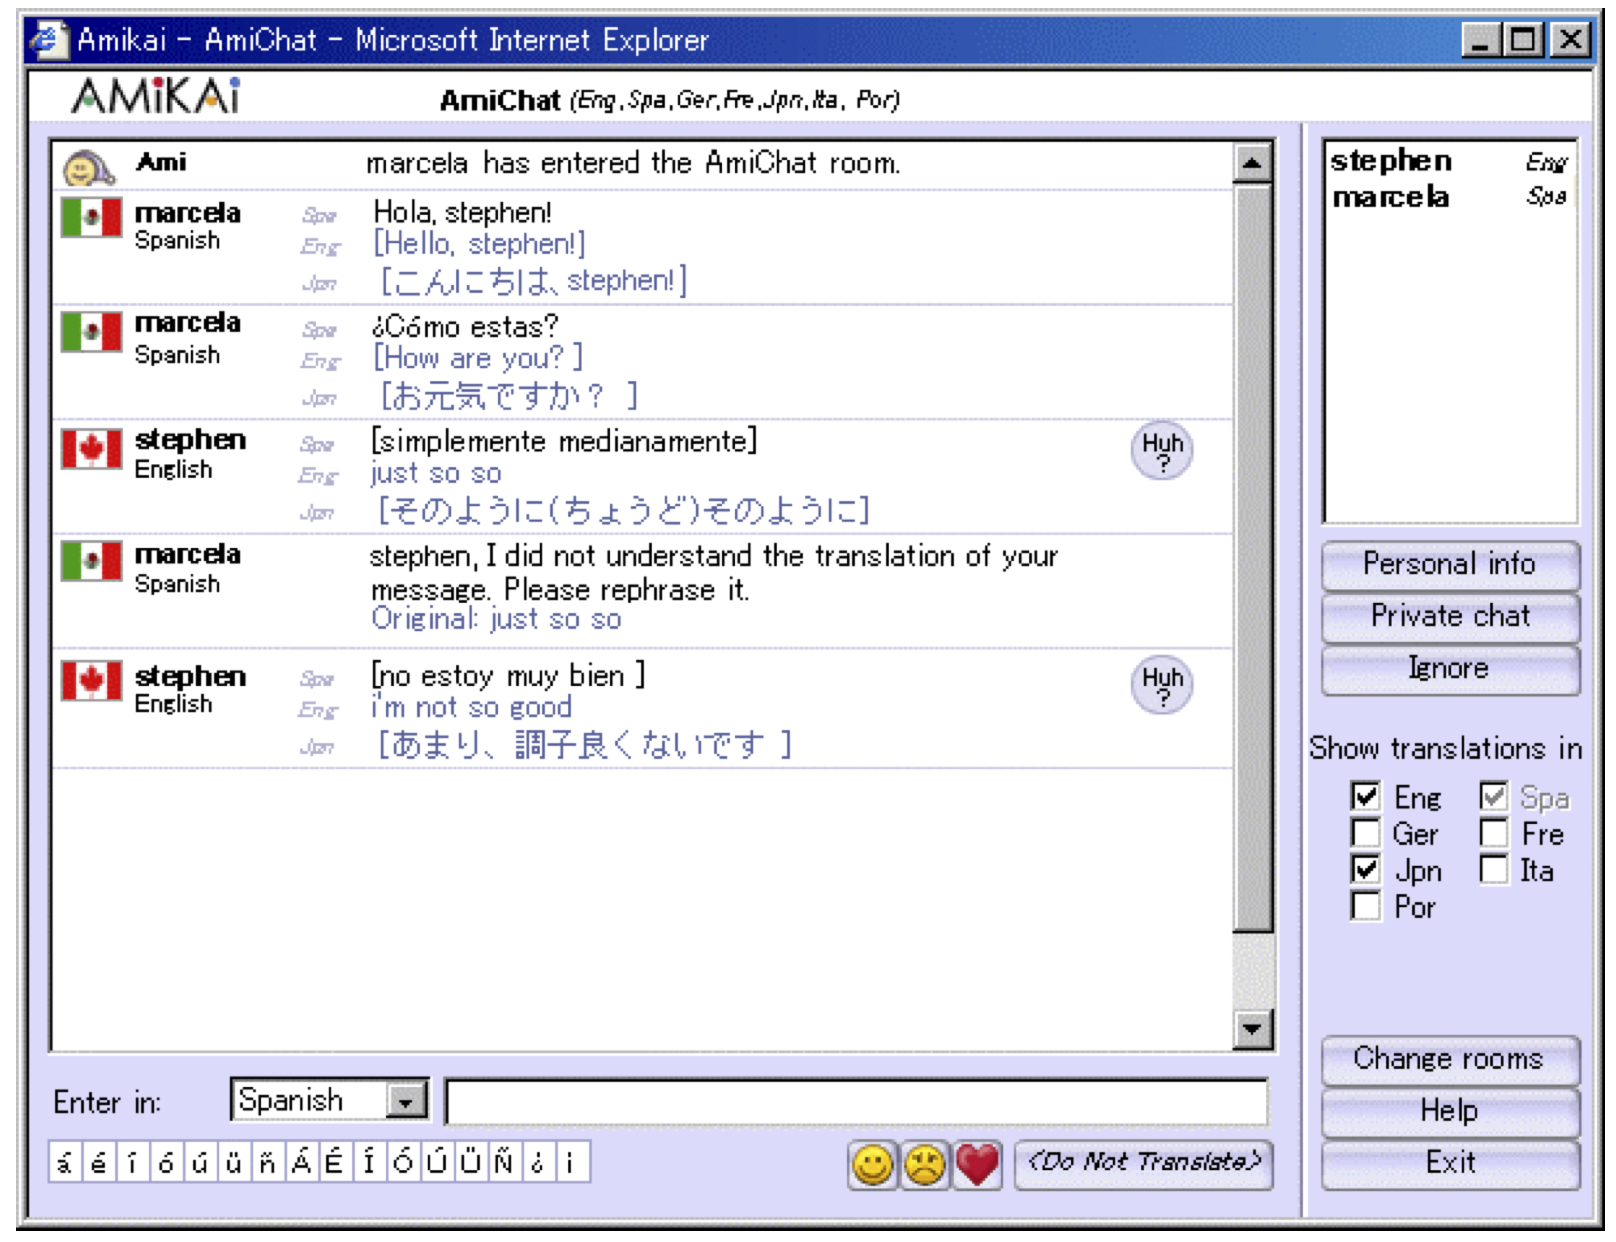 Amikai - AmiChat - Microsoft Internet Explorer
AMiKAi
AmiChat (Eng,Spa,Ger,Fre,Jpn,Ita, Por)
Ami marcela has entered the AmiChat room.
marcela Spa Hola, stephen!
Spanish Eng [Hello, stephen!]
Jpn [こんにちは、stephen!]
marcela Spa ¿Cómo estas?
Spanish Eng [How are you? ]
Jpn [お元気ですか？ ]
stephen Spa [simplemente medianamente] Huh
English Eng just so so ?
Jpn [そのように(ちょうど)そのように]
marcela stephen, I did not understand the translation of your
Spanish message. Please rephrase it.
Original: just so so
stephen Spa [no estoy muy bien ] Huh
English Eng i'm not so good ?
Jpn [あまり、調子良くないです ]
Enter in: Spanish
á é í ó ú ü ñ Á É Í Ó Ú Ü Ñ ¿ ¡
<Do Not Translate>
stephen Eng
marcela Spa
Personal info
Private chat
Ignore
Show translations in
Eng Spa
Ger Fre
Jpn Ita
Por
Change rooms
Help
Exit